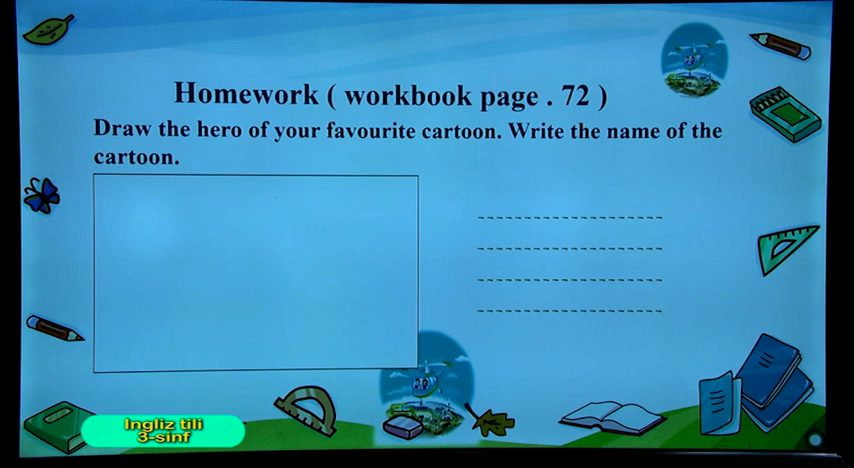 Homework ( workbook page . 72 )
Draw the hero of your favourite cartoon. Write the name of the
cartoon.
Ingliz tili
3-sinf